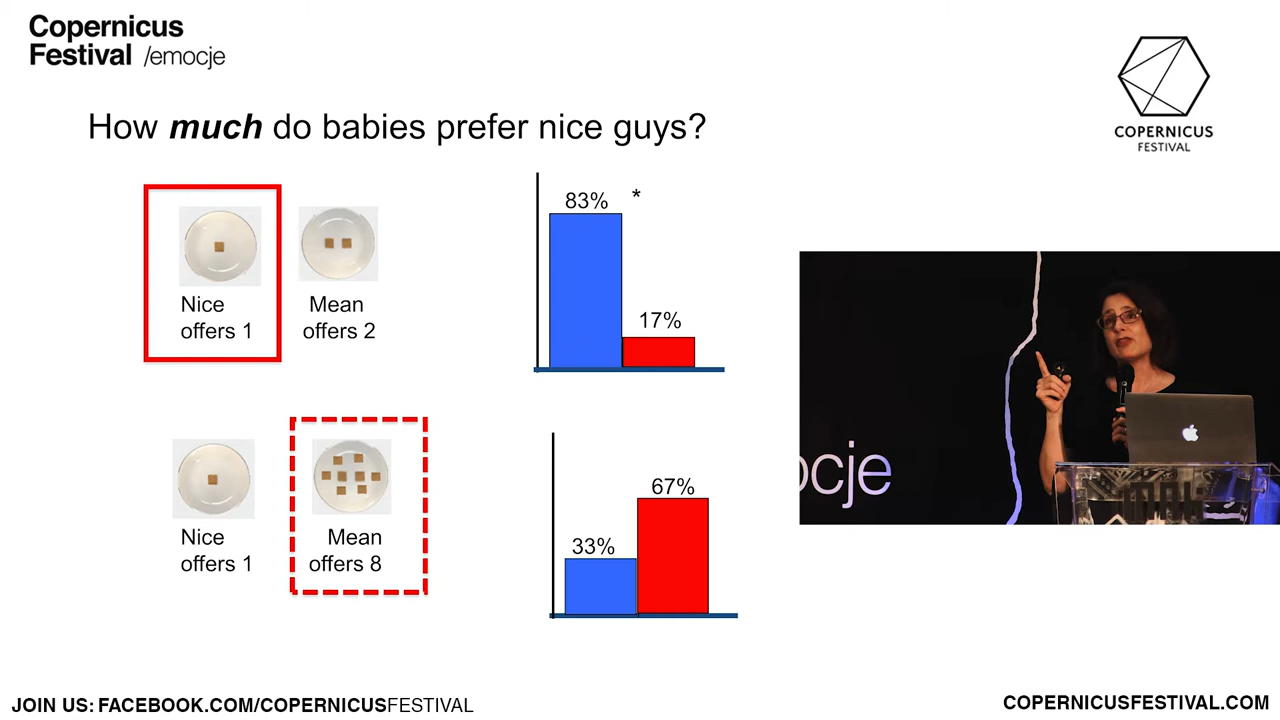 Copernicus
Festival /emocje
COPERNICUS
FESTIVAL
How much do babies prefer nice guys?
Nice
offers 1
Mean
offers 2
83%
*
17%
Nice
offers 1
Mean
offers 8
33%
67%
ocje
JOIN US: FACEBOOK.COM/COPERNICUSFESTIVAL
COPERNICUSFESTIVAL.COM